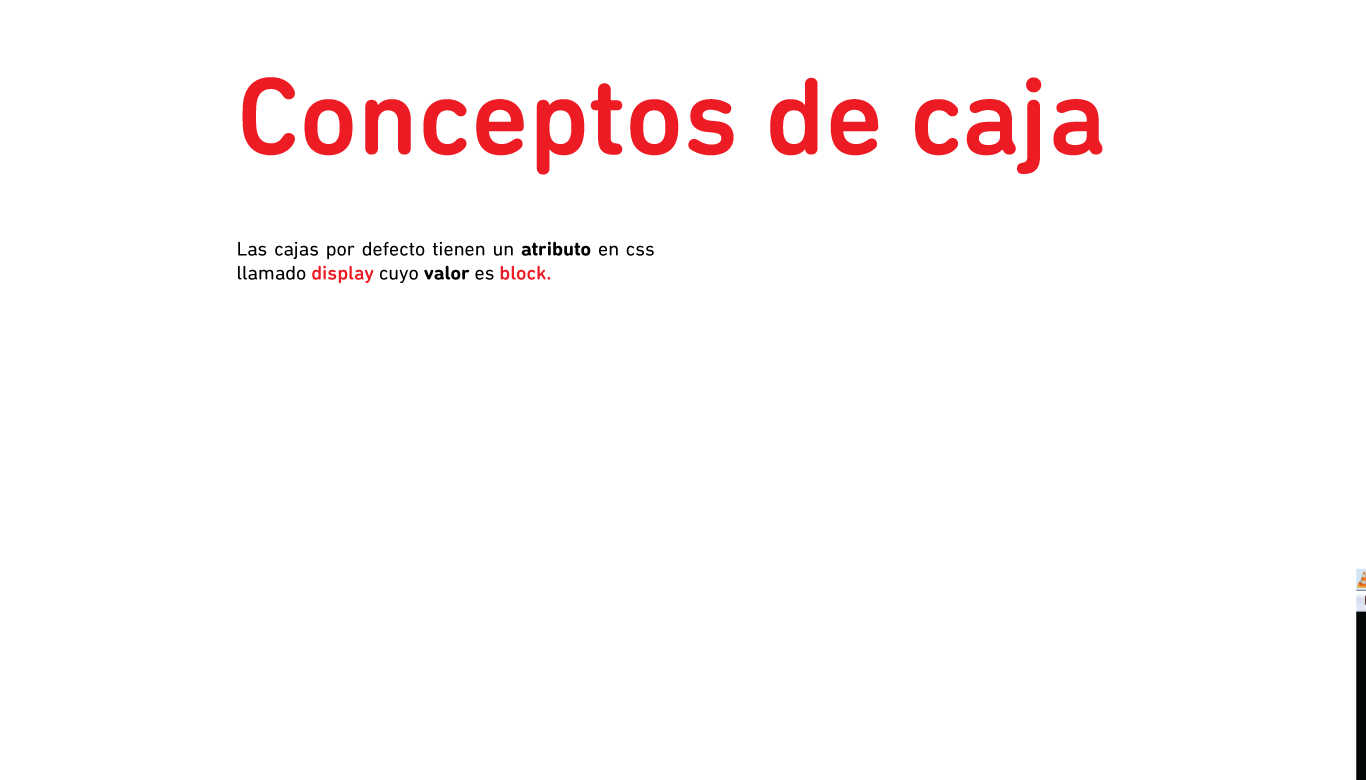 Conceptos de caja
Las cajas por defecto tienen un atributo en css
llamado display cuyo valor es block.